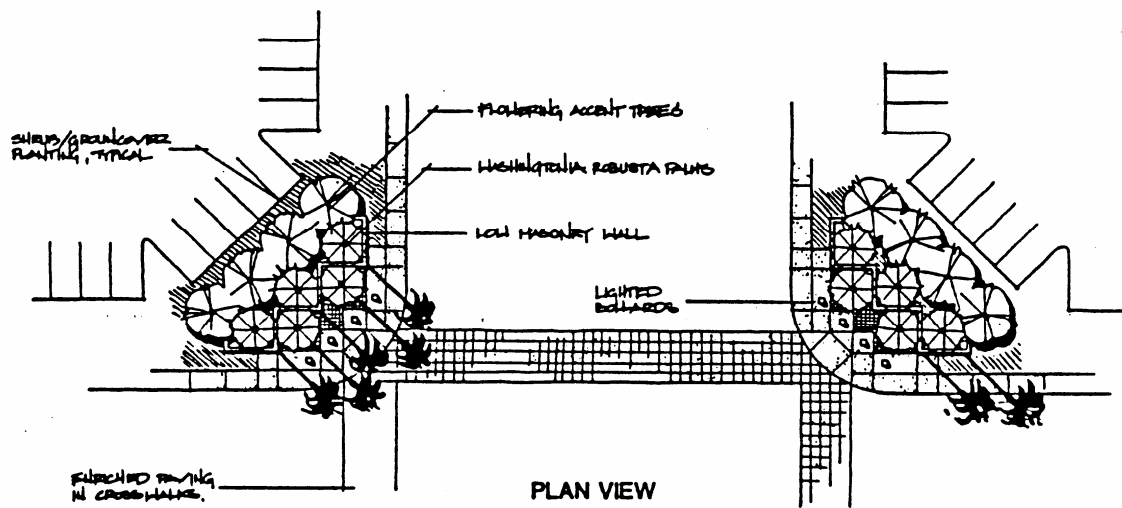 FLOWERING ACCENT TREES
SHRUB/GROUNDCOVER
PLANTING, TYPICAL
WASHINGTONIA ROBUSTA PALMS
LOW MASONRY WALL
LIGHTED
BOLLARDS
ENRICHED PAVING
IN CROSSWALKS.
PLAN VIEW